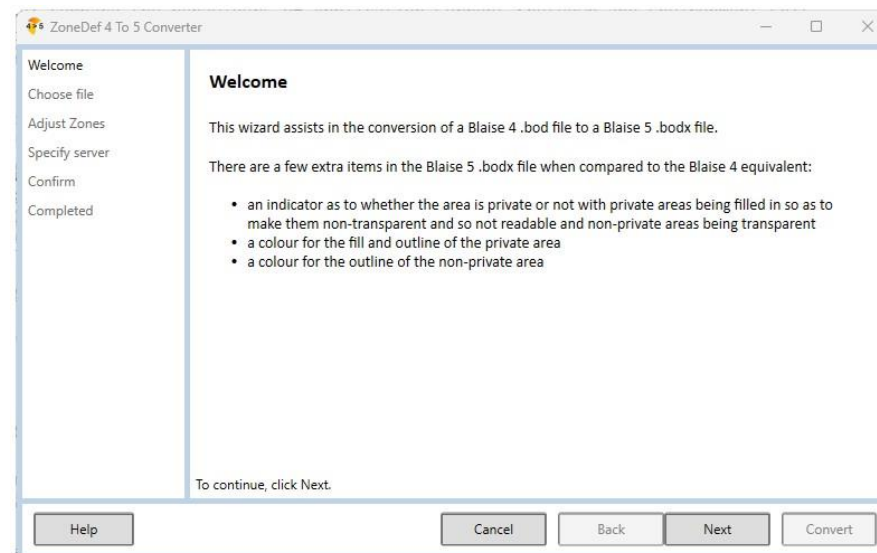 ZoneDef 4 To 5 Converter
Welcome
Choose file
Adjust Zones
Specify server
Confirm
Completed
Welcome
This wizard assists in the conversion of a Blaise 4 .bod file to a Blaise 5 .bodx file.
There are a few extra items in the Blaise 5 .bodx file when compared to the Blaise 4 equivalent:
• an indicator as to whether the area is private or not with private areas being filled in so as to
make them non-transparent and so not readable and non-private areas being transparent
• a colour for the fill and outline of the private area
• a colour for the outline of the non-private area
To continue, click Next.
Help
Cancel
Back
Next
Convert